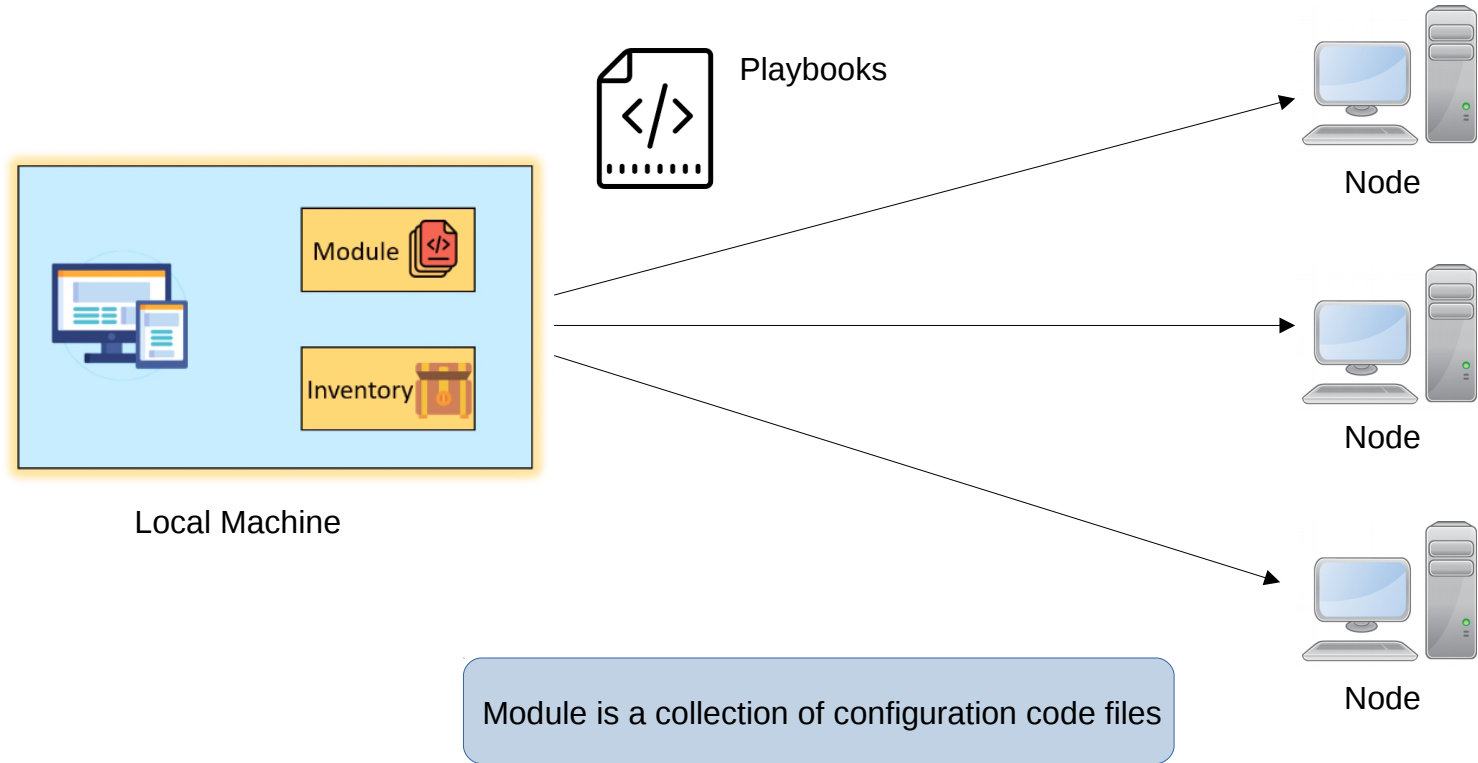 Playbooks
Module
</>
Inventory
Local Machine
</>
Node
Node
Node
Module is a collection of configuration code files